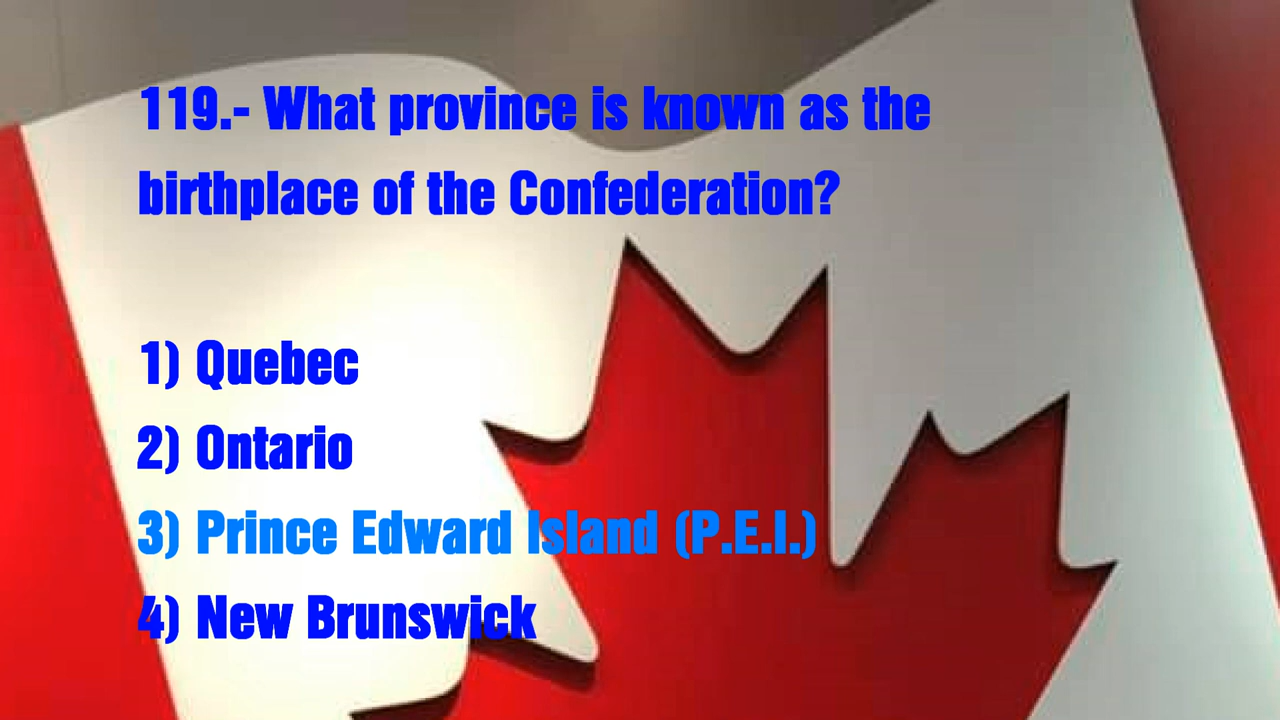 119.- What province is known as the
birthplace of the Confederation?
1) Quebec
2) Ontario
3) Prince Edward Island (P.E.I.)
4) New Brunswick